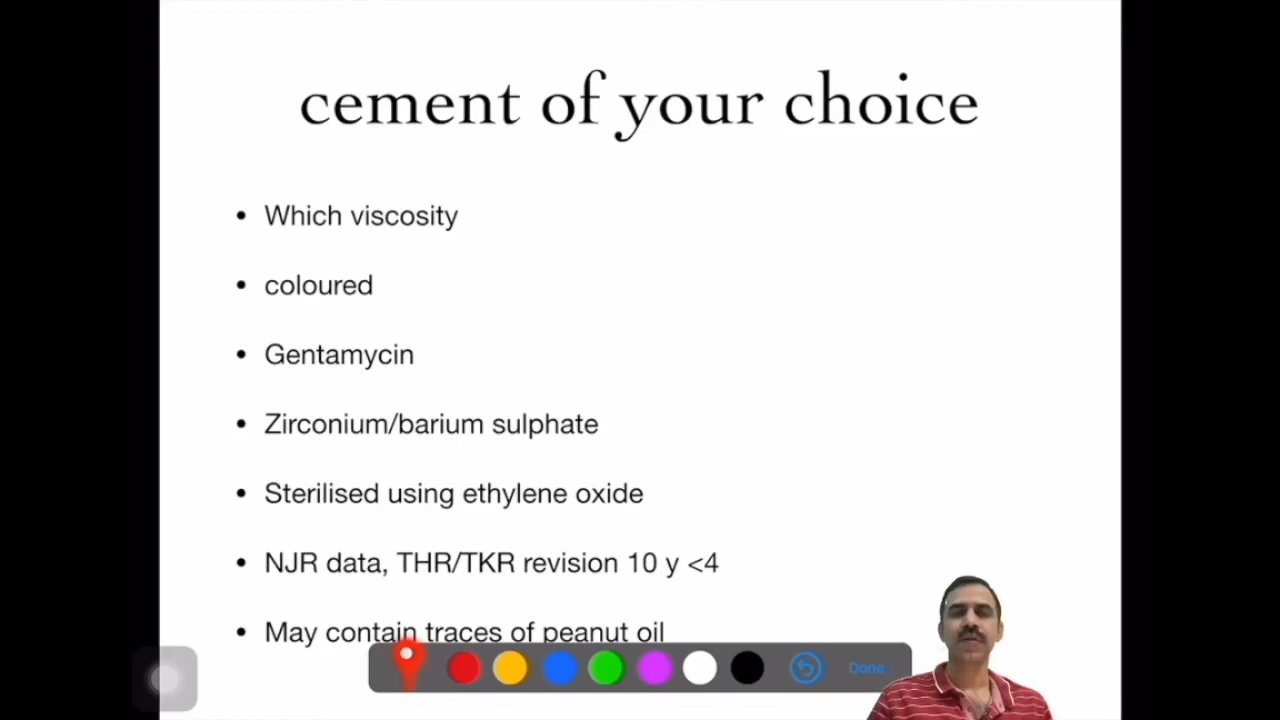 cement of your choice
• Which viscosity
• coloured
• Gentamycin
• Zirconium/barium sulphate
• Sterilised using ethylene oxide
• NJR data, THR/TKR revision 10 y <4
• May contain traces of peanut oil
Done